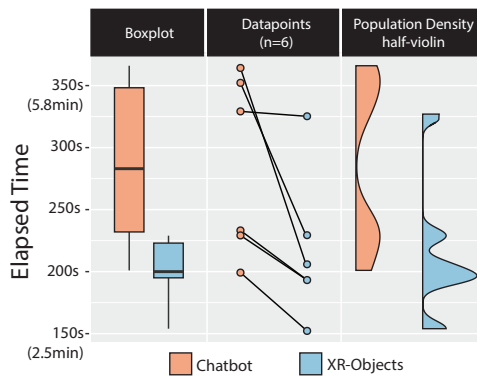 Boxplot
Datapoints
(n=6)
Population Density
half-violin
Elapsed Time
350s-
(5.8min)
300s-
250s-
200s-
150s-
(2.5min)
Chatbot
XR-Objects